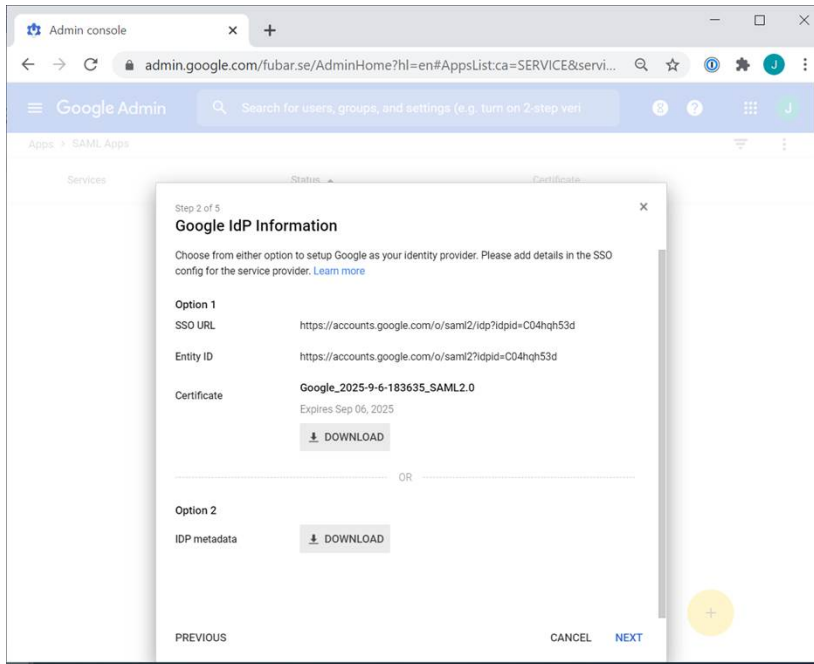 Admin console
admin.google.com/fubar.se/AdminHome?hl=en#AppsList:ca=SERVICE&servi...
J
Google Admin
Search for users, groups, and settings (e.g. turn on 2-step veri
8
?
J
Apps > SAML Apps
Services Status Certificate
Step 2 of 5
Google IdP Information
Choose from either option to setup Google as your identity provider. Please add details in the SSO
config for the service provider. Learn more
Option 1
SSO URL https://accounts.google.com/o/saml2/idp?idpid=C04hqh53d
Entity ID https://accounts.google.com/o/saml2?idpid=C04hqh53d
Certificate Google_2025-9-6-183635_SAML2.0
Expires Sep 06, 2025
DOWNLOAD
OR
Option 2
IDP metadata DOWNLOAD
PREVIOUS CANCEL NEXT